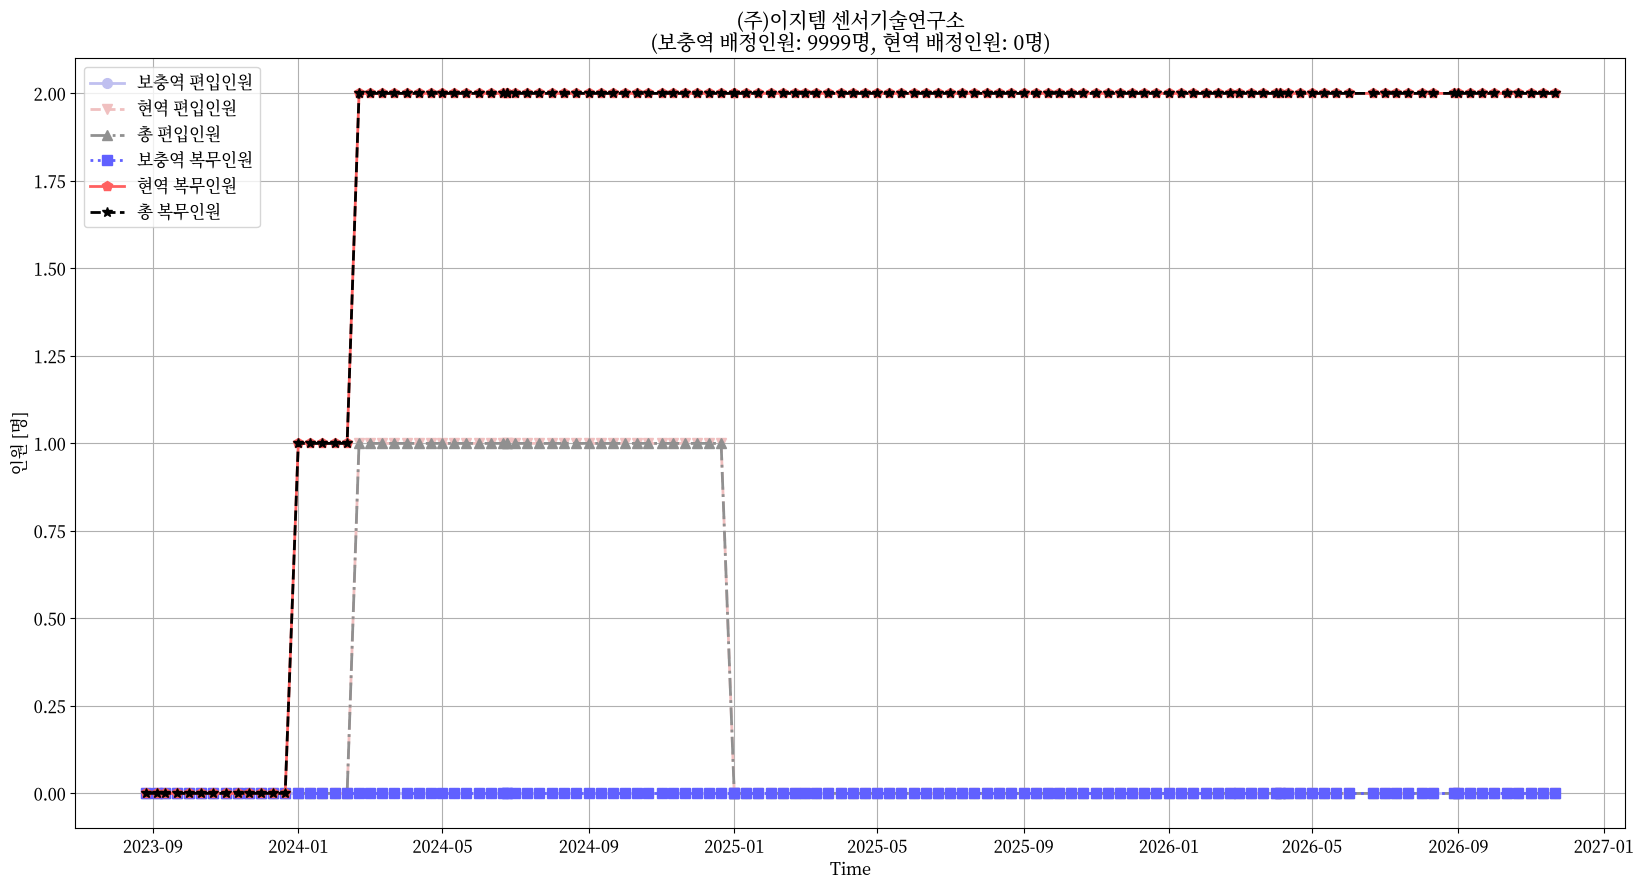 (주)이지템 센서기술연구소
(보충역 배정인원: 9999명, 현역 배정인원: 0명)
보충역 편입인원
현역 편입인원
총 편입인원
보충역 복무인원
현역 복무인원
총 복무인원
인원 [명]
2.00
1.75
1.50
1.25
1.00
0.75
0.50
0.25
0.00
2023-09
2024-01
2024-05
2024-09
2025-01
2025-05
2025-09
2026-01
2026-05
2026-09
2027-01
Time